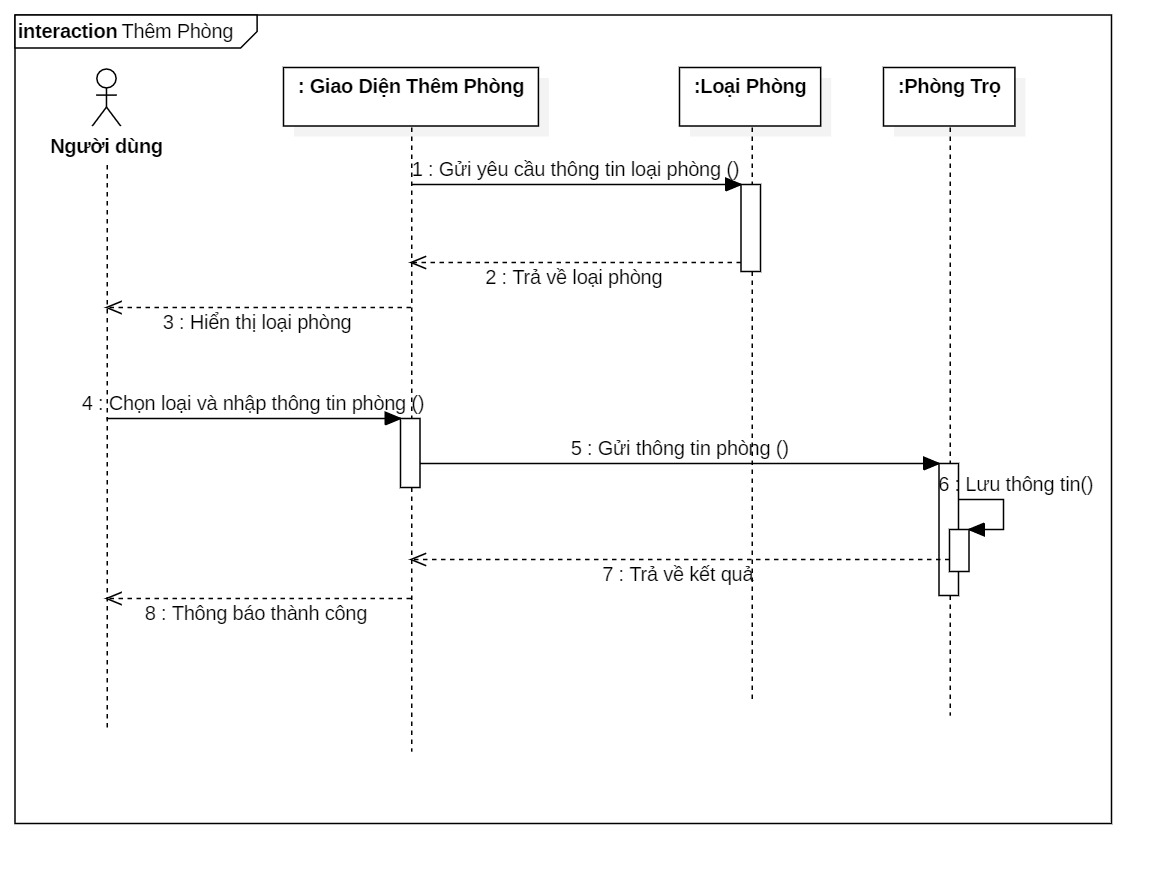 interaction Thêm Phòng
Người dùng
: Giao Diện Thêm Phòng
:Loại Phòng
:Phòng Trọ
1 : Gửi yêu cầu thông tin loại phòng ()
2 : Trả về loại phòng
3 : Hiển thị loại phòng
4 : Chọn loại và nhập thông tin phòng ()
5 : Gửi thông tin phòng ()
6 : Lưu thông tin()
7 : Trả về kết quả
8 : Thông báo thành công